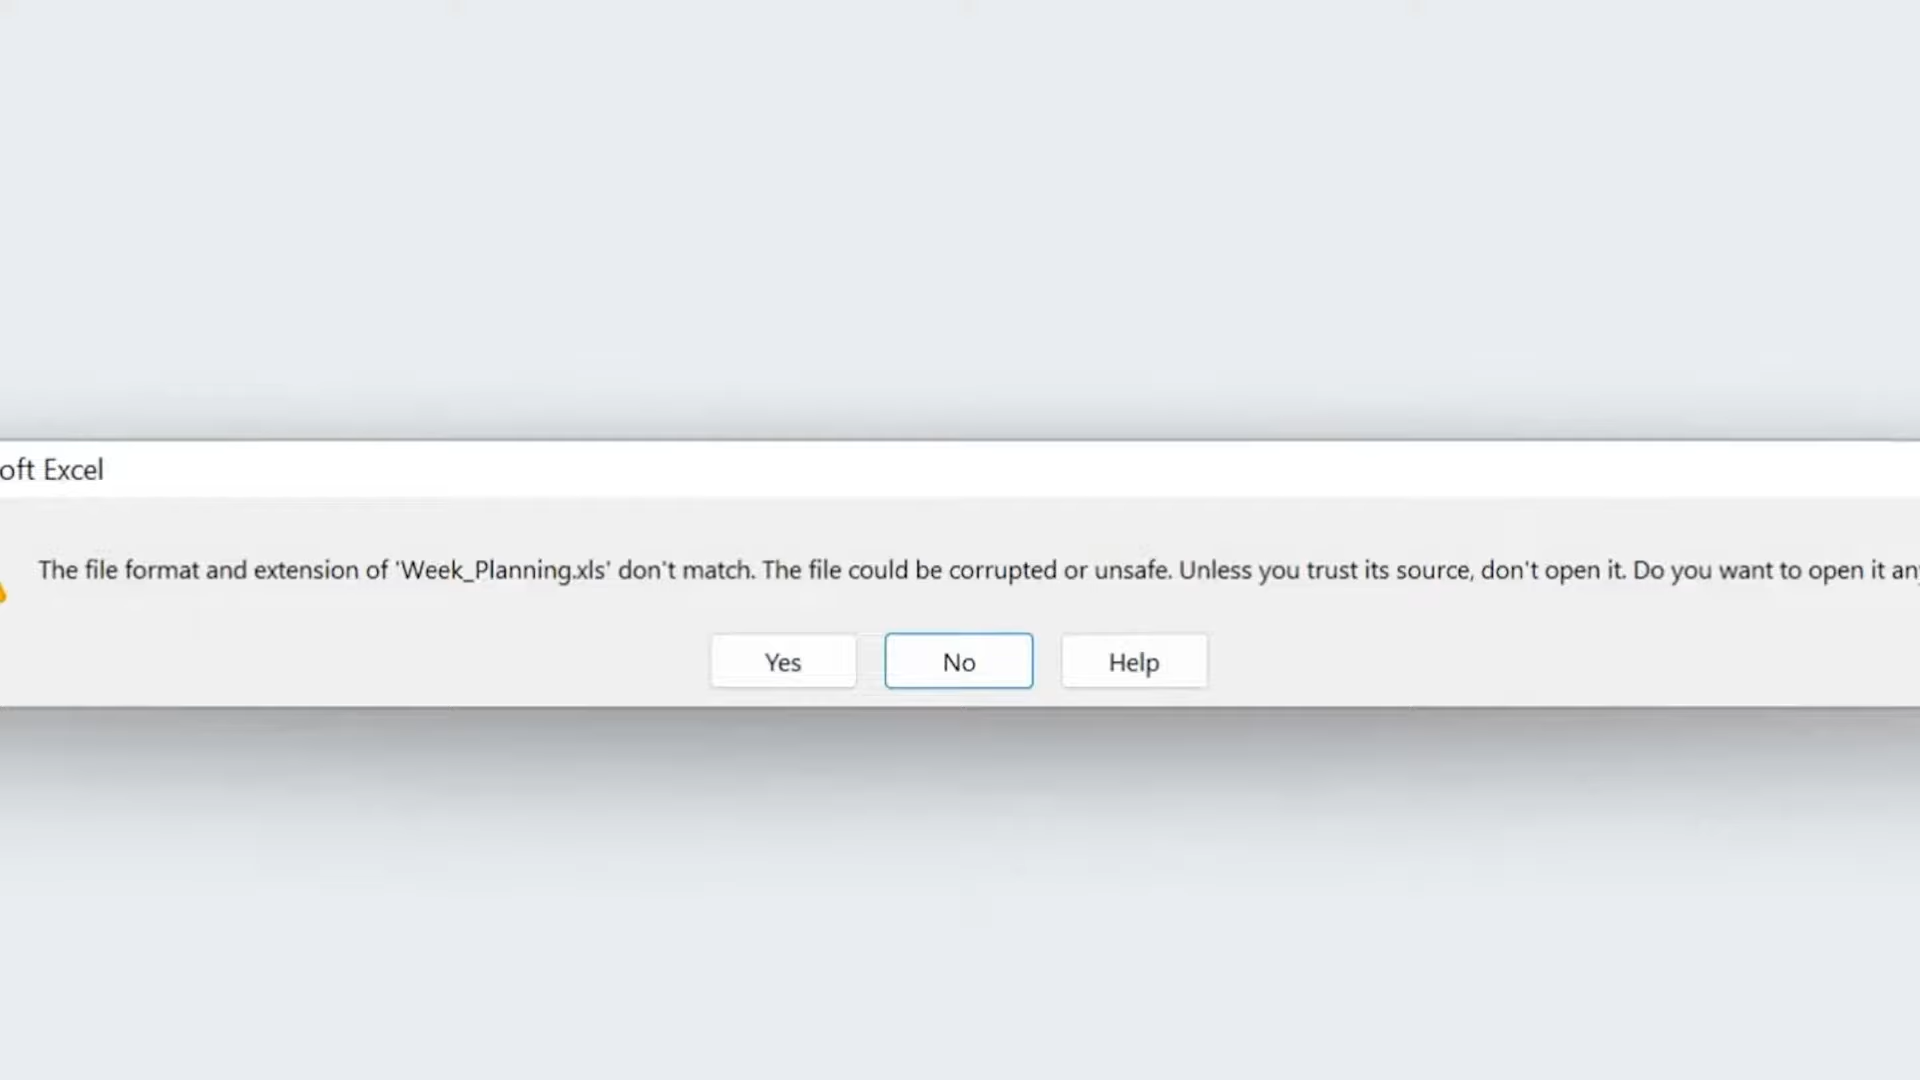 oft Excel
The file format and extension of 'Week_Planning.xls' don't match. The file could be corrupted or unsafe. Unless you trust its source, don't open it. Do you want to open it any
Yes
No
Help